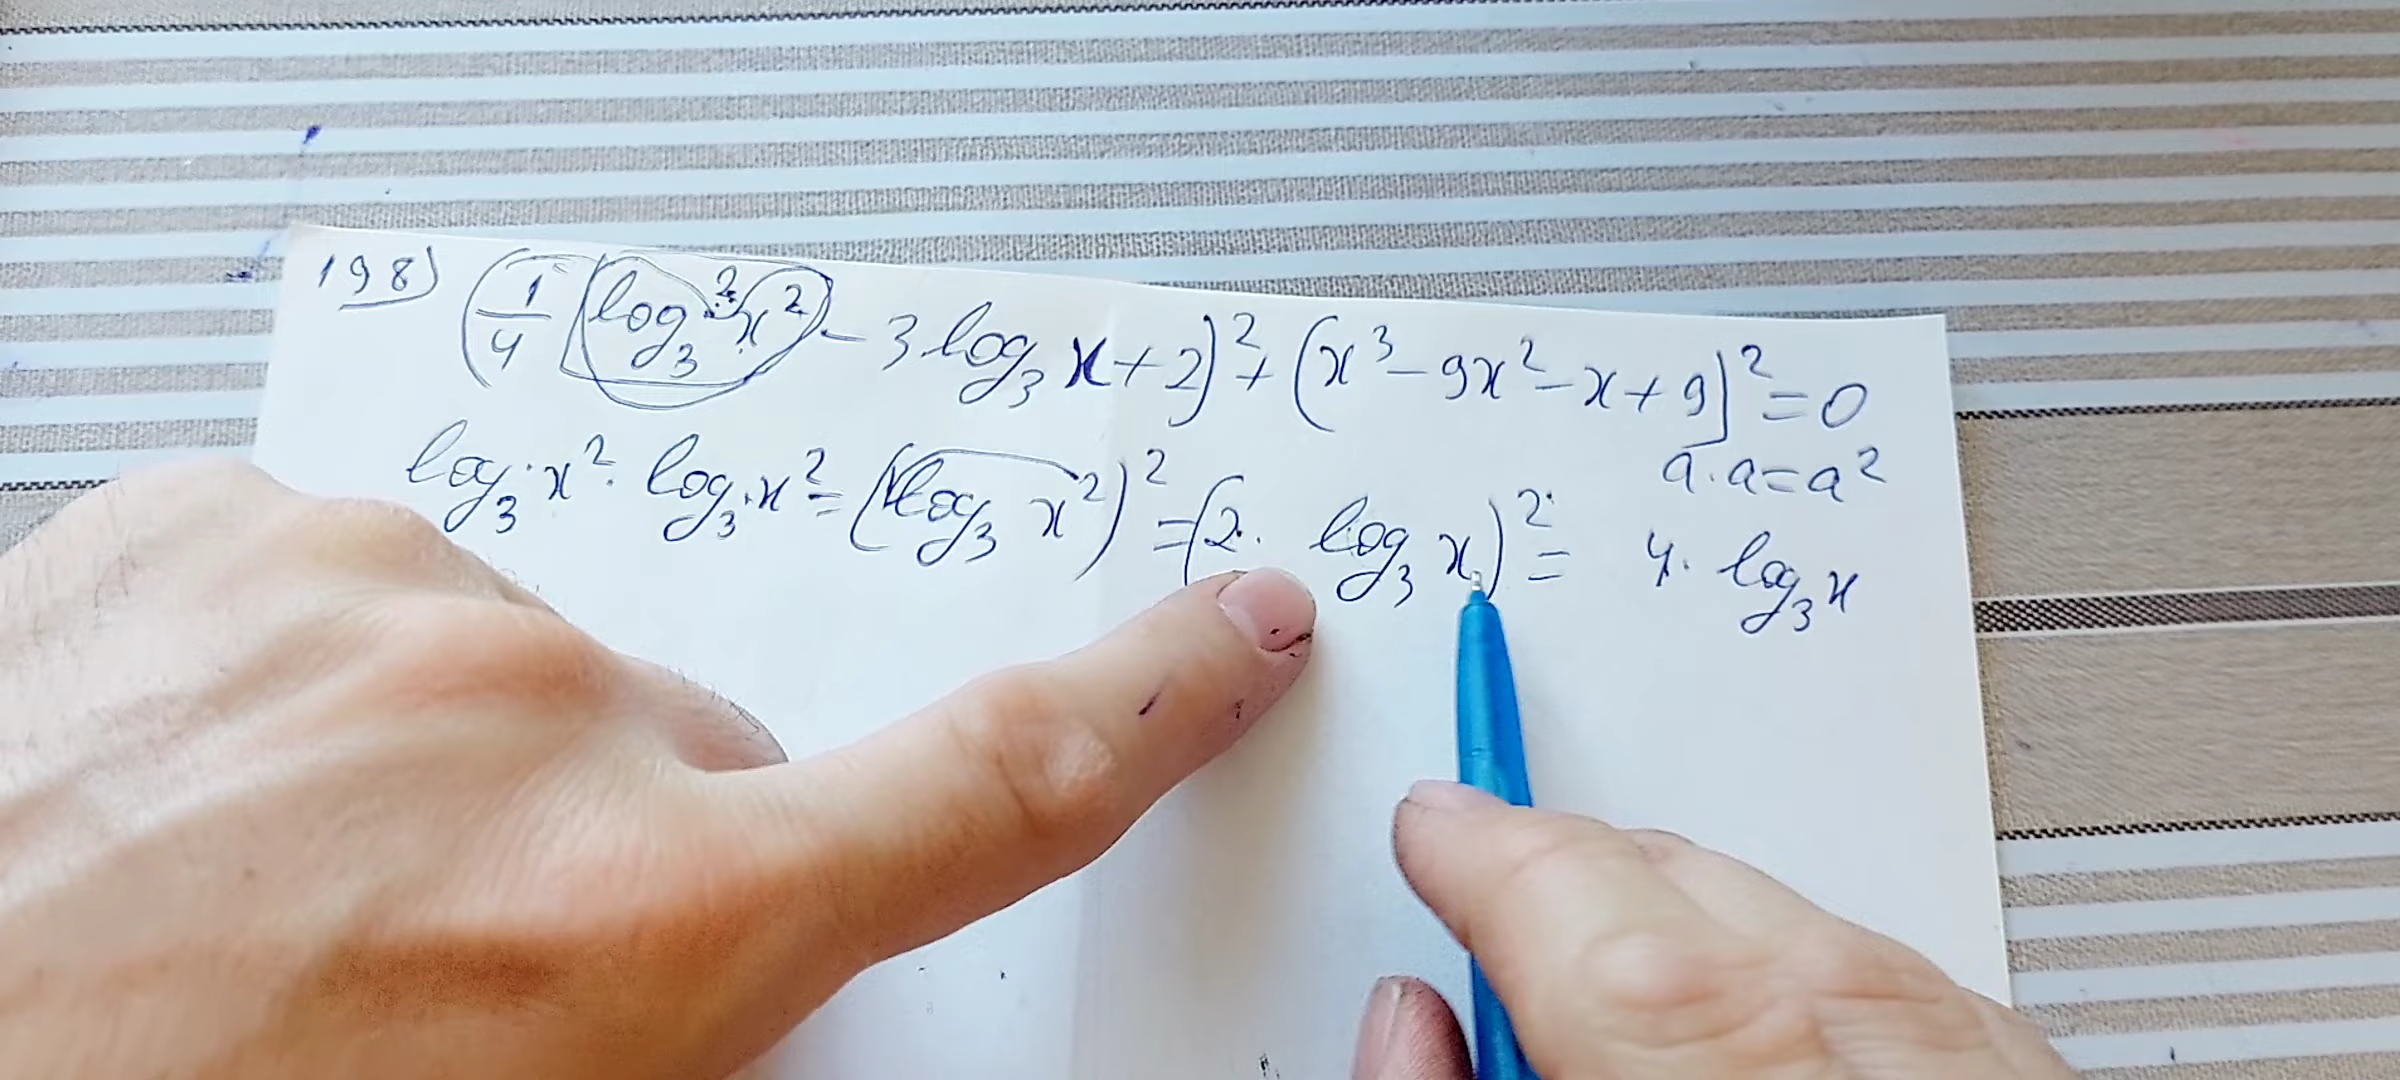 198) (1/4 log₃² x² - 3 log₃ x + 2)² + (x³ - 9x² - x + 9)² = 0
a · a = a²
log₃ x² · log₃ x² = (log₃ x²)² = (2 · log₃ x)² = 4 · log₃ x